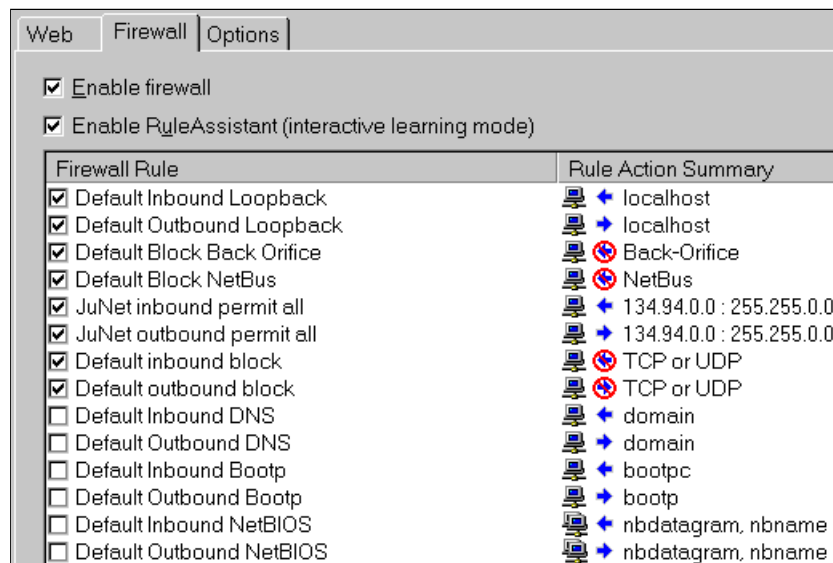 Web Firewall Options
Enable firewall
Enable RuleAssistant (interactive learning mode)
Firewall Rule Rule Action Summary
Default Inbound Loopback localhost
Default Outbound Loopback localhost
Default Block Back Orifice Back-Orifice
Default Block NetBus NetBus
JuNet inbound permit all 134.94.0.0 : 255.255.0.0
JuNet outbound permit all 134.94.0.0 : 255.255.0.0
Default inbound block TCP or UDP
Default outbound block TCP or UDP
Default Inbound DNS domain
Default Outbound DNS domain
Default Inbound Bootp bootpc
Default Outbound Bootp bootp
Default Inbound NetBIOS nbdatagram, nbname
Default Outbound NetBIOS nbdatagram, nbname